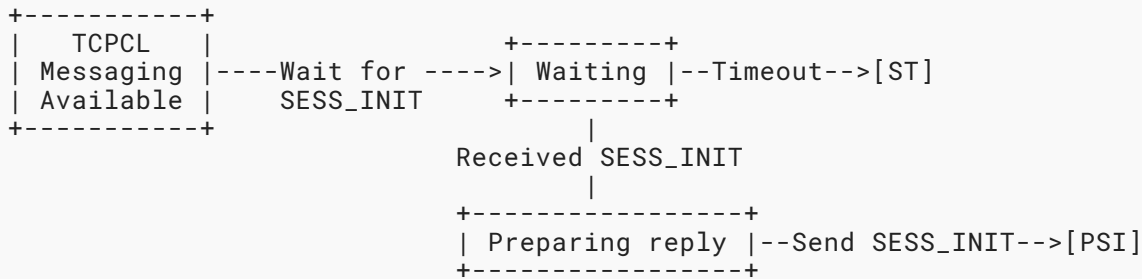 +-----------+
|   TCPCL   |                    +---------+
| Messaging |----Wait for ---->| Waiting |--Timeout-->[ST]
| Available |    SESS_INIT     +---------+
+-----------+                       |
                           Received SESS_INIT
                                    |
                           +-----------------+
                           | Preparing reply |--Send SESS_INIT-->[PSI]
                           +-----------------+